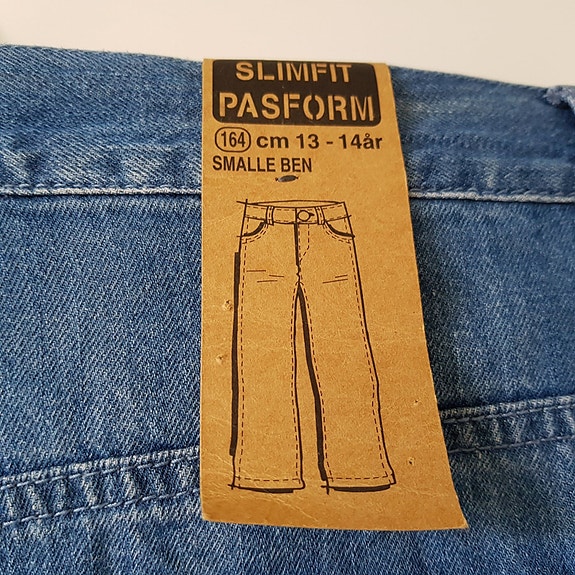 SLIMFIT
PASFORM
164 cm 13 - 14år
SMALLE BEN